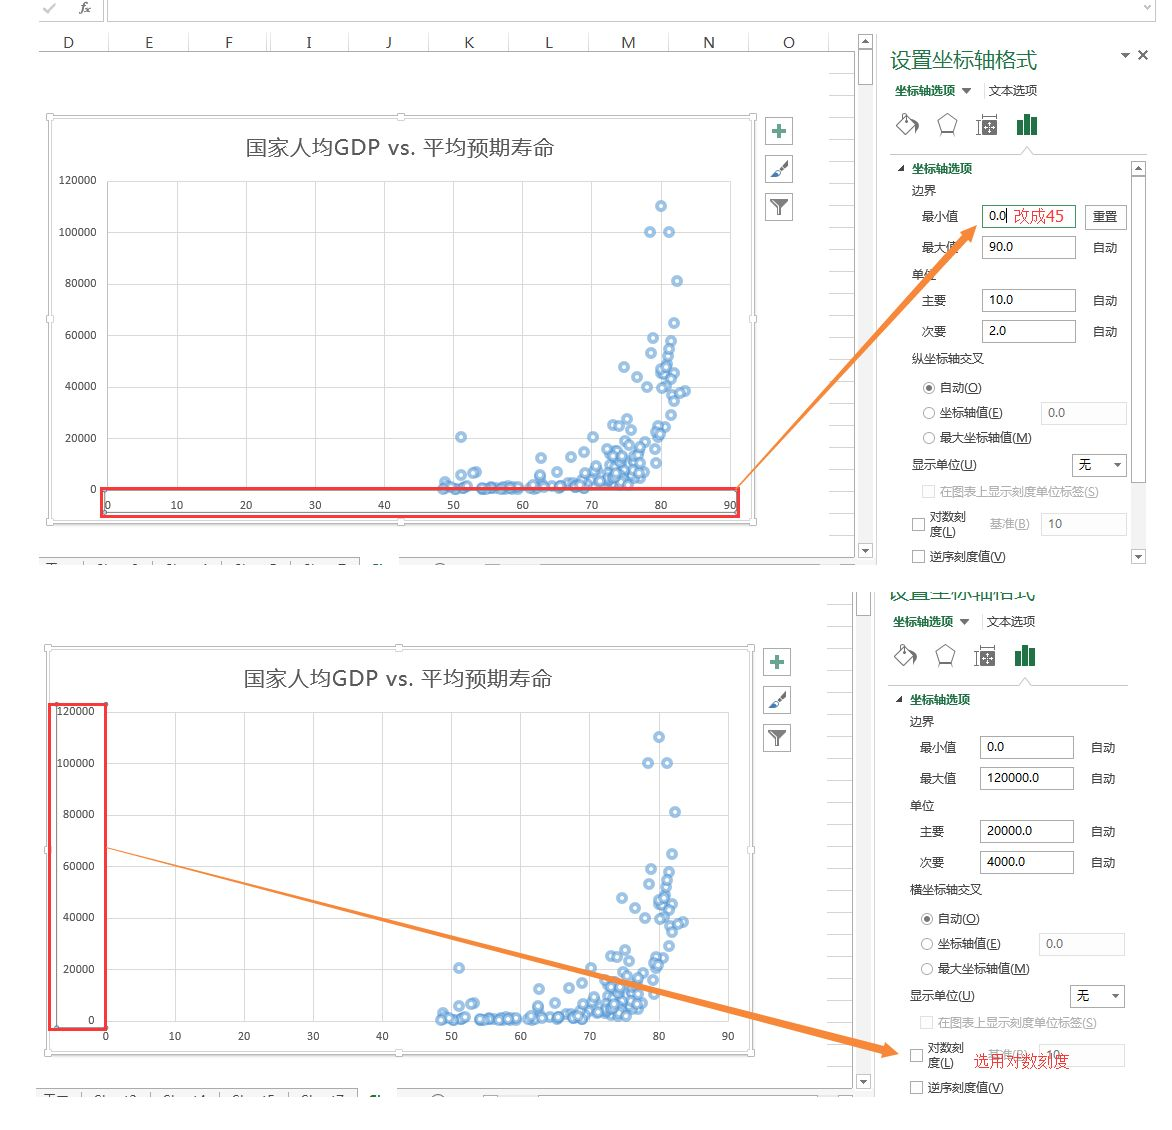 fx
D E F G I J K L M N O
设置坐标轴格式
坐标轴选项 文本选项
国家人均GDP vs. 平均预期寿命
120000
100000
80000
60000
40000
20000
0
0 10 20 30 40 50 60 70 80 90
坐标轴选项
边界
最小值 0.0 改成45 重置
最大值 90.0 自动
单位
主要 10.0 自动
次要 2.0 自动
纵坐标轴交叉
自动(O)
坐标轴值(E) 0.0
最大坐标轴值(M)
显示单位(U) 无
在图表上显示刻度单位标签(S)
对数刻度(L) 基准(B) 10
逆序刻度值(V)
设置坐标轴格式
坐标轴选项 文本选项
国家人均GDP vs. 平均预期寿命
120000
100000
80000
60000
40000
20000
0
0 10 20 30 40 50 60 70 80 90
坐标轴选项
边界
最小值 0.0 自动
最大值 120000.0 自动
单位
主要 20000.0 自动
次要 4000.0 自动
横坐标轴交叉
自动(O)
坐标轴值(E) 0.0
最大坐标轴值(M)
显示单位(U) 无
在图表上显示刻度单位标签(S)
对数刻度(L) 基准(B) 10
选用对数刻度
逆序刻度值(V)